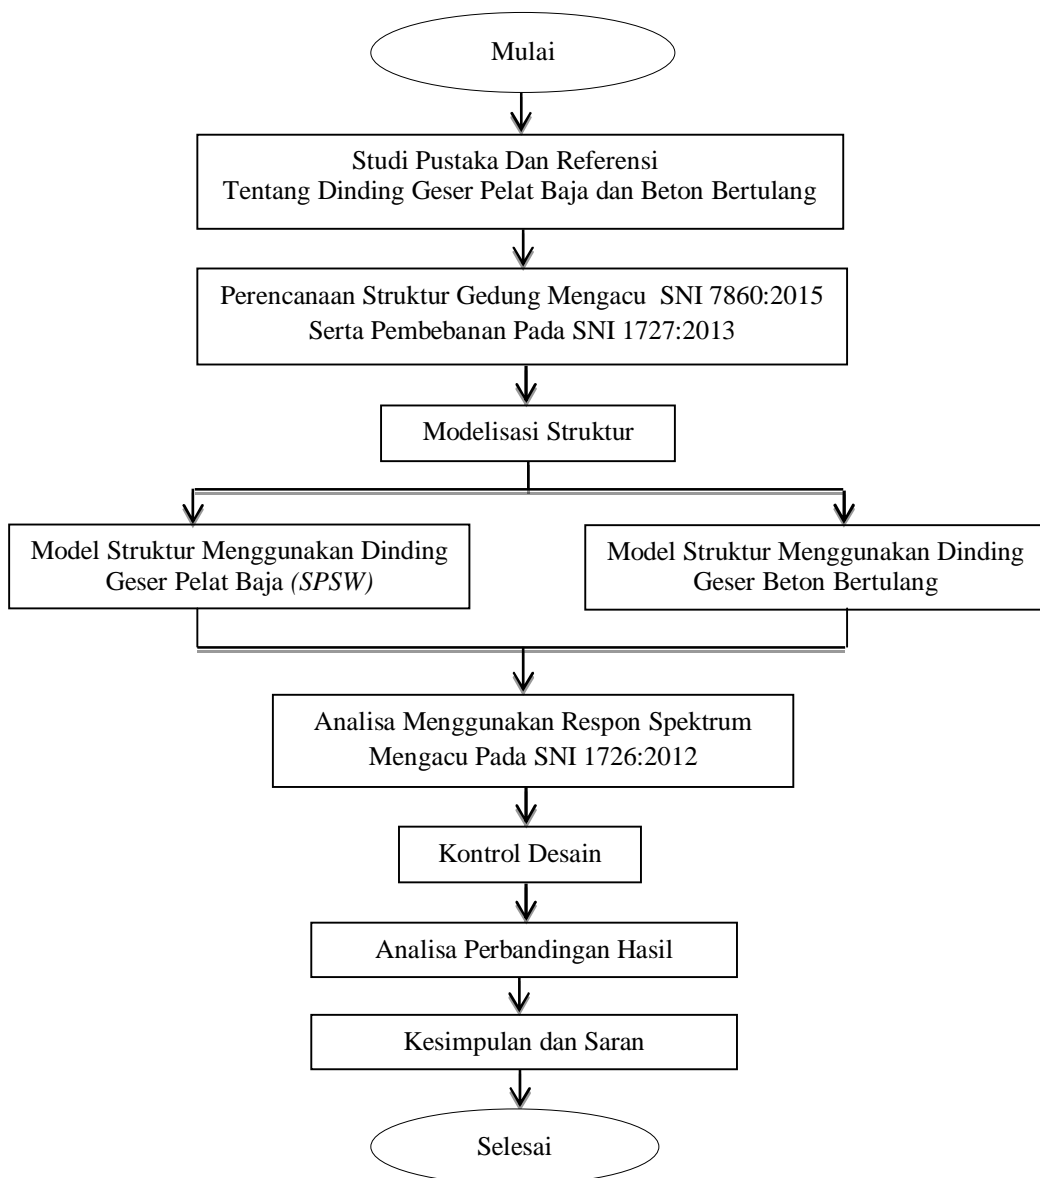 Mulai
Studi Pustaka Dan Referensi
Tentang Dinding Geser Pelat Baja dan Beton Bertulang
Perencanaan Struktur Gedung Mengacu SNI 7860:2015
Serta Pembebanan Pada SNI 1727:2013
Modelisasi Struktur
Model Struktur Menggunakan Dinding
Geser Pelat Baja (SPSW)
Model Struktur Menggunakan Dinding
Geser Beton Bertulang
Analisa Menggunakan Respon Spektrum
Mengacu Pada SNI 1726:2012
Kontrol Desain
Analisa Perbandingan Hasil
Kesimpulan dan Saran
Selesai